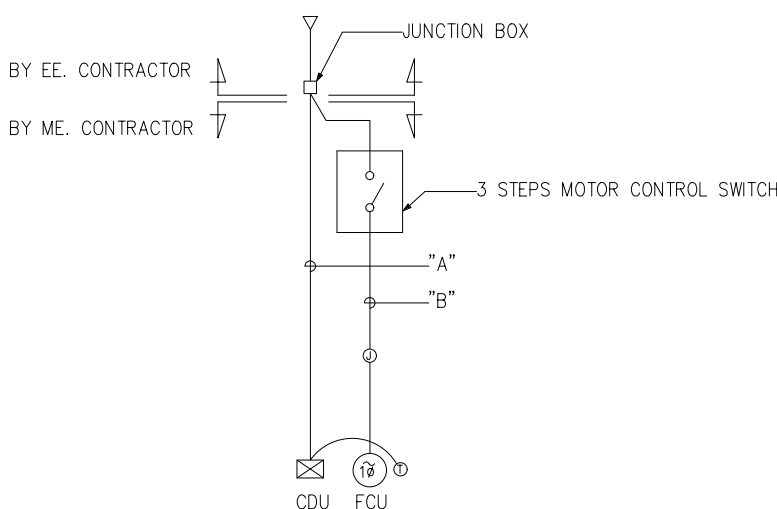 JUNCTION BOX
BY EE. CONTRACTOR
BY ME. CONTRACTOR
3 STEPS MOTOR CONTROL SWITCH
"A"
"B"
J
1ø
T
CDU FCU